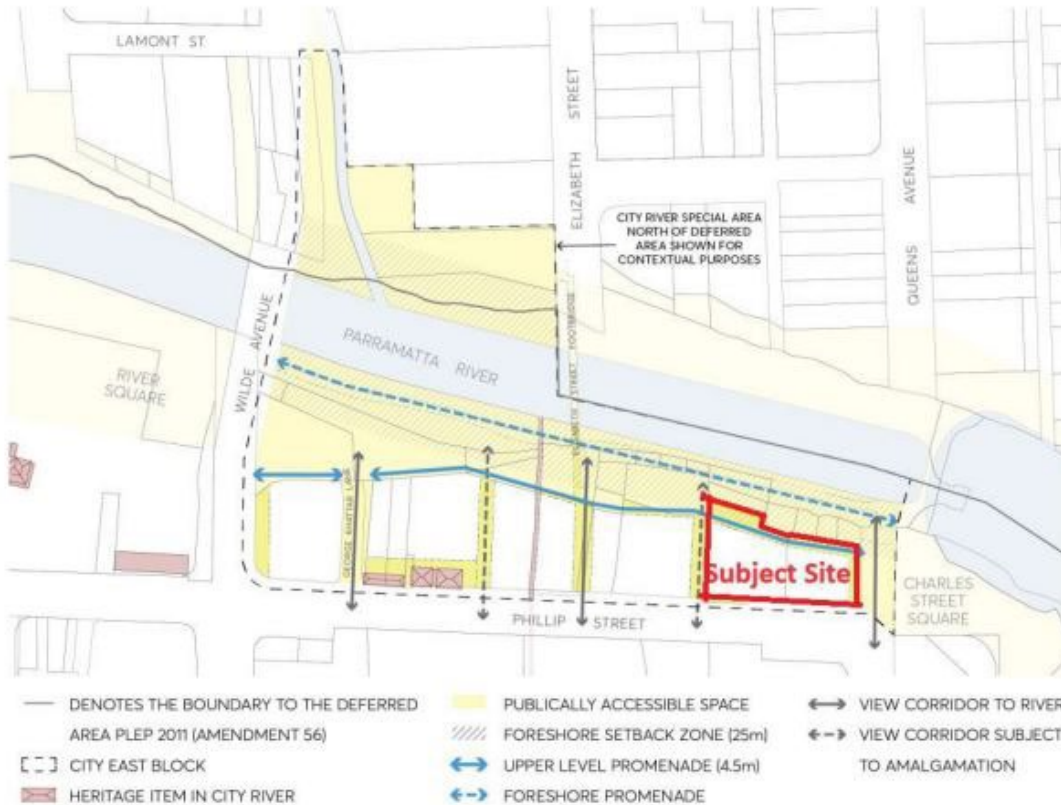 LAMONT ST.
ELIZABETH STREET
QUEENS AVENUE
CITY RIVER SPECIAL AREA
NORTH OF DEFERRED
AREA SHOWN FOR
CONTEXTUAL PURPOSES
WILDE AVENUE
PARRAMATTA RIVER
ELIZABETH STREET FOOTBRIDGE
RIVER
SQUARE
GEORGE KHATTAR LANE
Subject Site
CHARLES
STREET
SQUARE
PHILLIP STREET
DENOTES THE BOUNDARY TO THE DEFERRED
AREA PLEP 2011 (AMENDMENT 56)
CITY EAST BLOCK
HERITAGE ITEM IN CITY RIVER
PUBLICALLY ACCESSIBLE SPACE
FORESHORE SETBACK ZONE (25m)
UPPER LEVEL PROMENADE (4.5m)
FORESHORE PROMENADE
VIEW CORRIDOR TO RIVER
VIEW CORRIDOR SUBJECT
TO AMALGAMATION